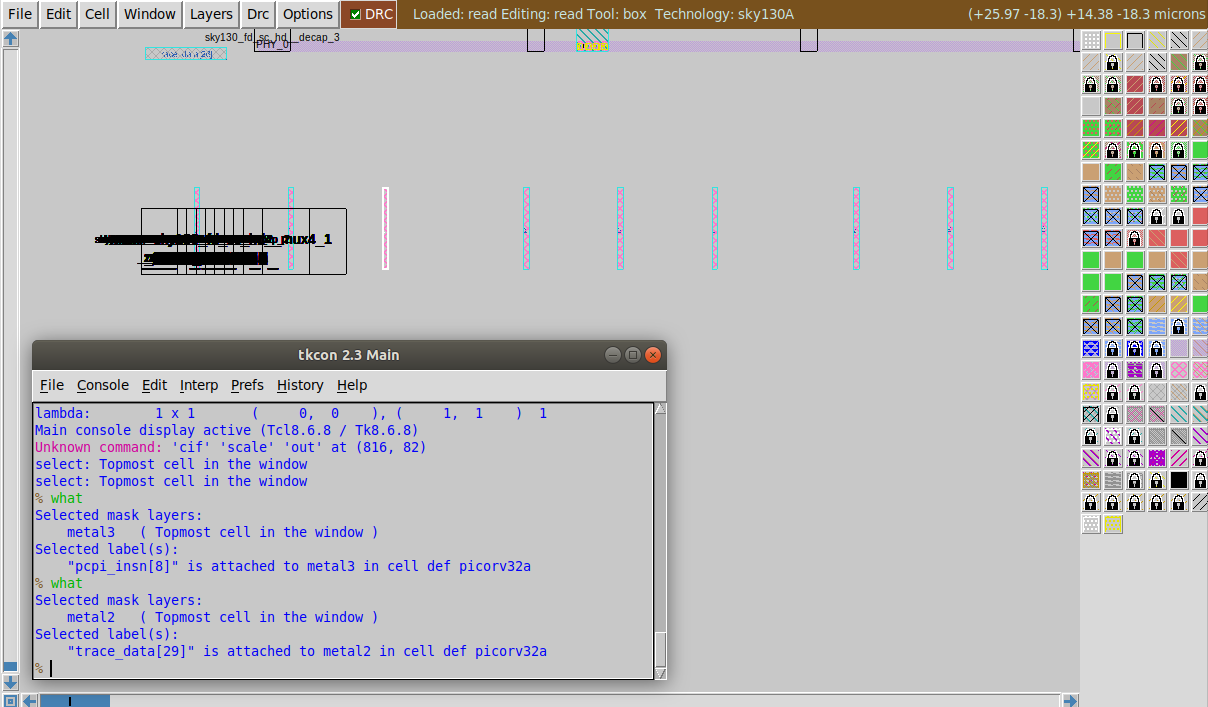 File Edit Cell Window Layers Drc Options DRC Loaded: read Editing: read Tool: box Technology: sky130A (+25.97 -18.3) +14.38 -18.3 microns
sky130_fd_sc_hd__decap_3
PHY_0
mux4_1
tkcon 2.3 Main
File Console Edit Interp Prefs History Help
lambda: 1 x 1 ( 0, 0 ), ( 1, 1 ) 1
Main console display active (Tcl8.6.8 / Tk8.6.8)
Unknown command: 'cif' 'scale' 'out' at (816, 82)
select: Topmost cell in the window
select: Topmost cell in the window
% what
Selected mask layers:
metal3 ( Topmost cell in the window )
Selected label(s):
"pcpi_insn[8]" is attached to metal3 in cell def picorv32a
% what
Selected mask layers:
metal2 ( Topmost cell in the window )
Selected label(s):
"trace_data[29]" is attached to metal2 in cell def picorv32a
%